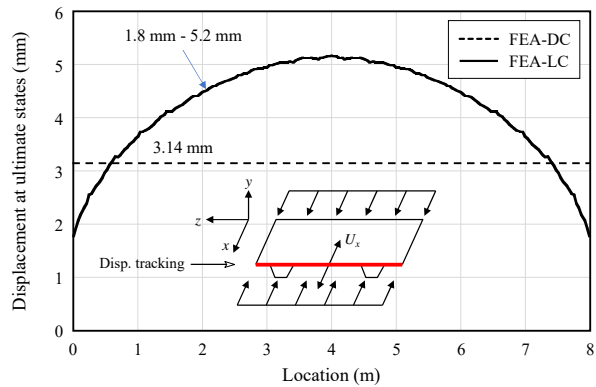 Displacement at ultimate states (mm)
6
5
4
3
2
1
0
1.8 mm - 5.2 mm
FEA-DC
FEA-LC
3.14 mm
y
z
x
Uₓ
Disp. tracking
0 1 2 3 4 5 6 7 8
Location (m)